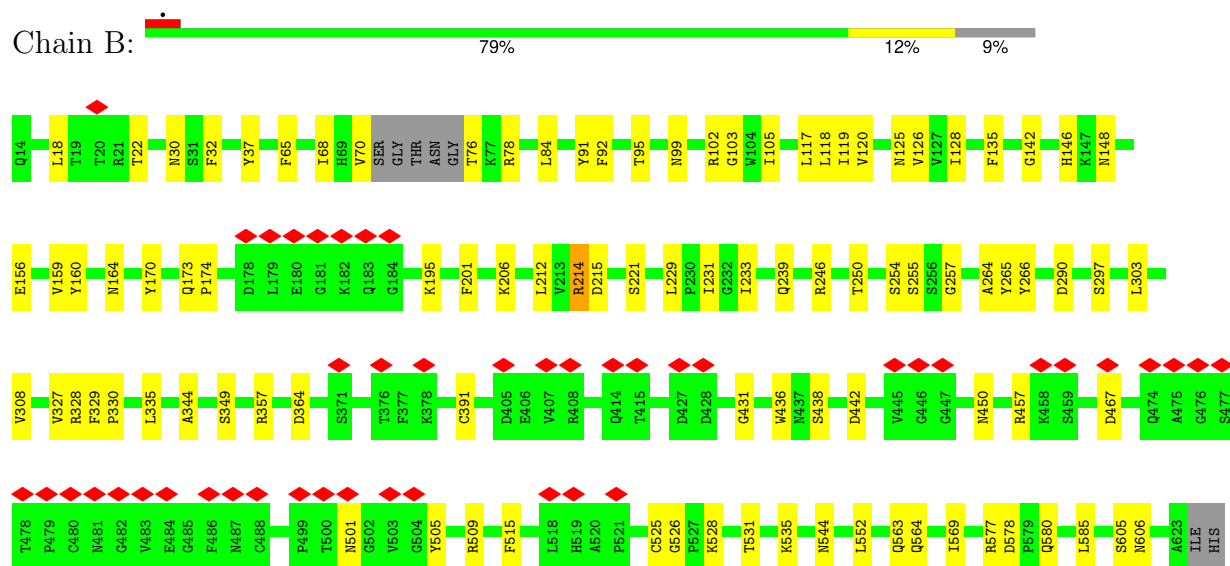 Chain B:
79% 12% 9%
Q14 L18 T19 T20 R21 T22 N30 S31 F32 Y37 F65 I68 H69 V70 SER GLY THR ASN GLY T76 K77 R78 L84 Y91 F92 T95 N99 R102 G103 W104 I105 L117 L118 I119 V120 N125 V126 V127 I128 F135 G142 H146 K147 N148
E156 V159 Y160 N164 Y170 Q173 P174 D178 L179 E180 G181 K182 Q183 G184 K195 F201 K206 L212 V213 R214 D215 S221 L229 P230 I231 G232 I233 Q239 R246 T250 S254 S255 S256 G257 A264 Y265 Y266 D290 S297 L303
V308 V327 R328 F329 P330 L335 A344 S349 R357 D364 S371 T376 F377 K378 C391 D405 E406 V407 R408 Q414 T415 D427 D428 G431 W436 N437 S438 D442 V445 G446 G447 N450 R457 K458 S459 D467 Q474 A475 G476 S477
T478 P479 C480 N481 G482 V483 E484 G485 F486 N487 C488 P499 T500 N501 G502 V503 G504 Y505 R509 F515 L518 H519 A520 P521 C525 G526 P527 K528 T531 K535 N544 L552 Q563 Q564 I569 R577 D578 P579 Q580 L585 S605 N606 A623 ILE HIS